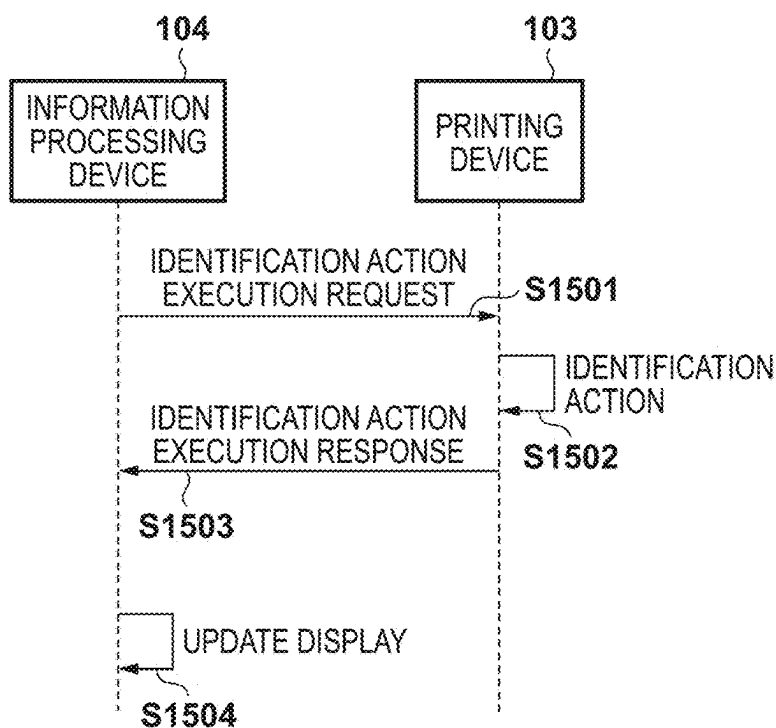 104
103
INFORMATION
PROCESSING
DEVICE
PRINTING
DEVICE
IDENTIFICATION ACTION
EXECUTION REQUEST
S1501
IDENTIFICATION
ACTION
S1502
IDENTIFICATION ACTION
EXECUTION RESPONSE
S1503
UPDATE DISPLAY
S1504